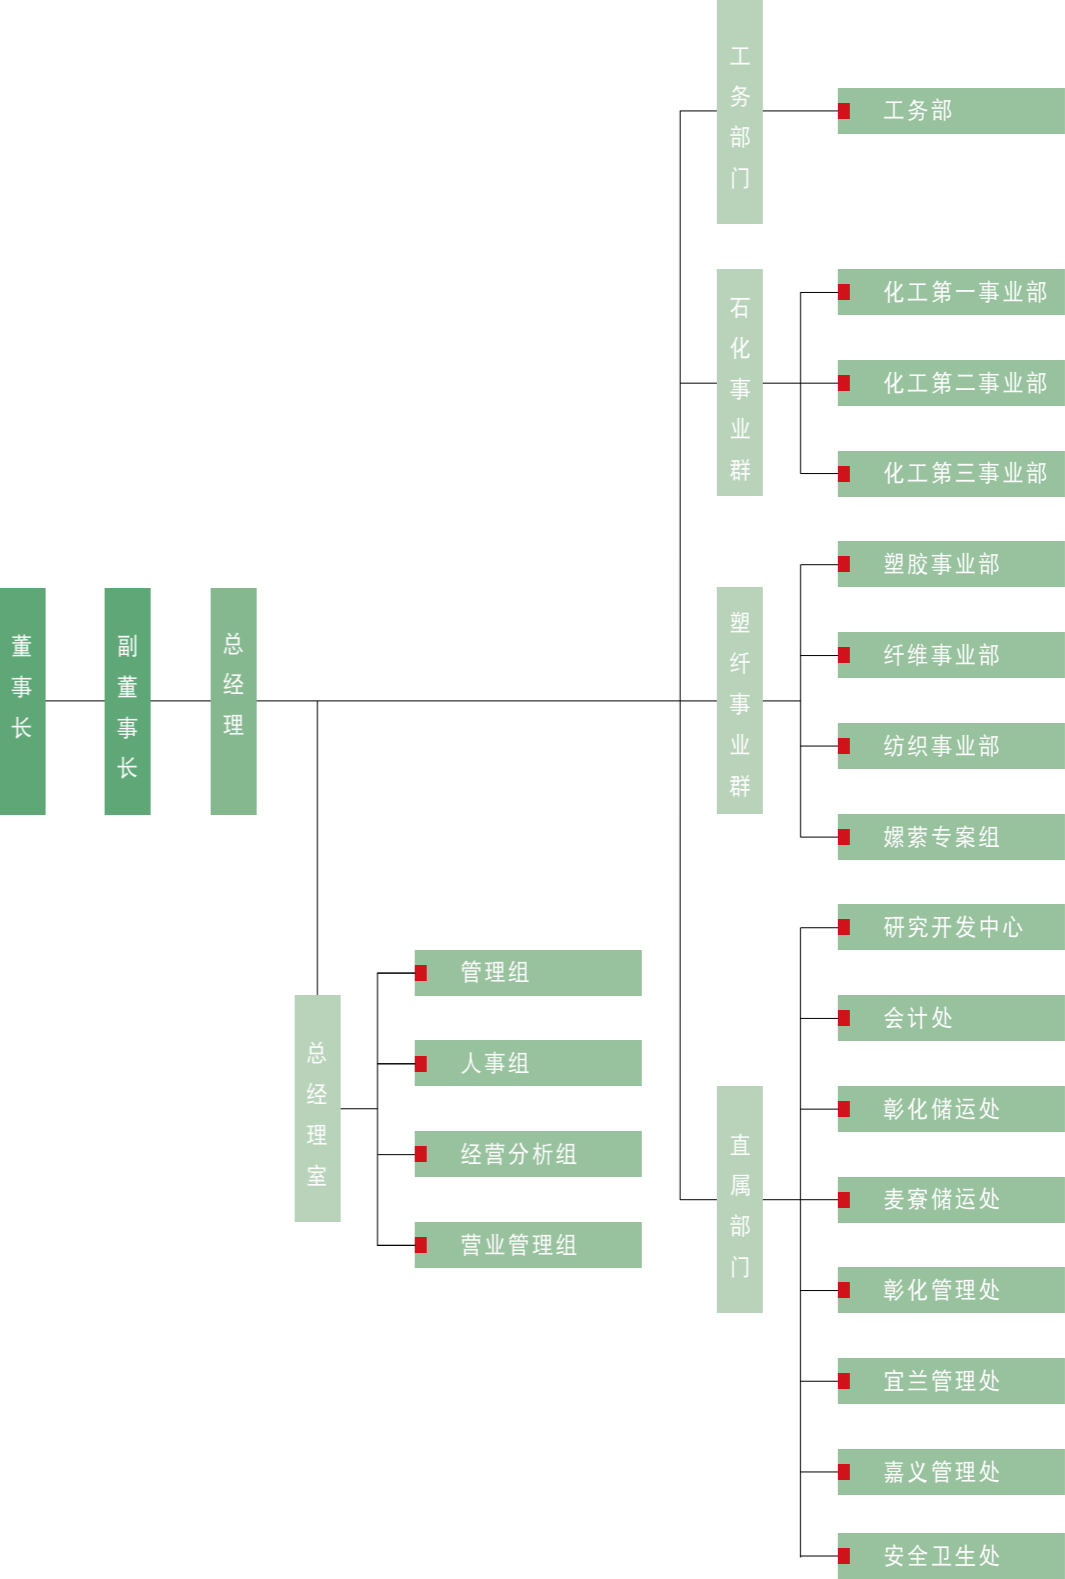 董事长
副董事长
总经理
总经理室
管理组
人事组
经营分析组
营业管理组
工务部门
工务部
石化事业群
化工第一事业部
化工第二事业部
化工第三事业部
塑纤事业群
塑胶事业部
纤维事业部
纺织事业部
嫘萦专案组
直属部门
研究开发中心
会计处
彰化储运处
麦寮储运处
彰化管理处
宜兰管理处
嘉义管理处
安全卫生处